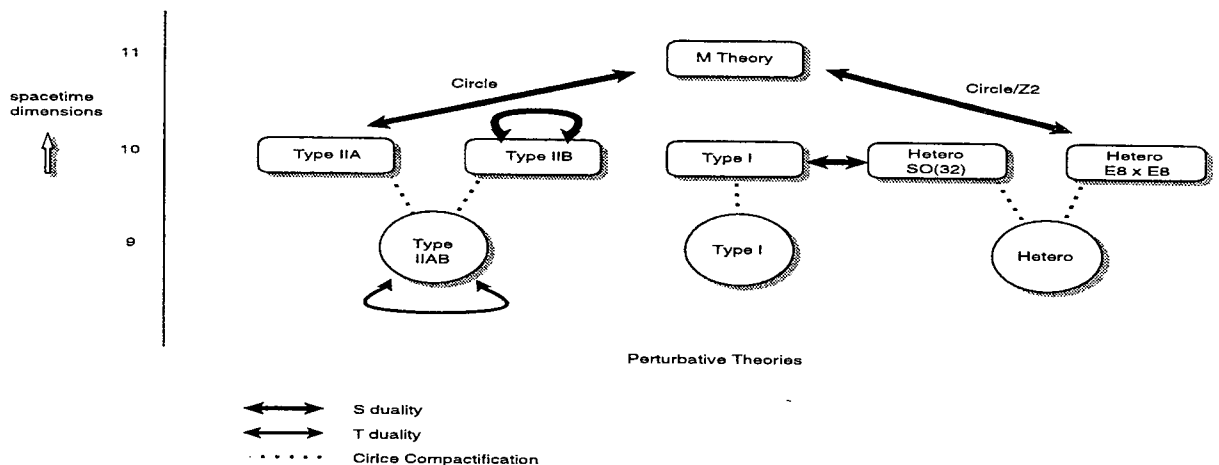 11
M Theory
Circle
Circle/Z2
spacetime
dimensions
10
Type IIA
Type IIB
Type I
Hetero
SO(32)
Hetero
E8 x E8
9
Type
IIAB
Type I
Hetero
Perturbative Theories
S duality
T duality
Cirlce Compactification